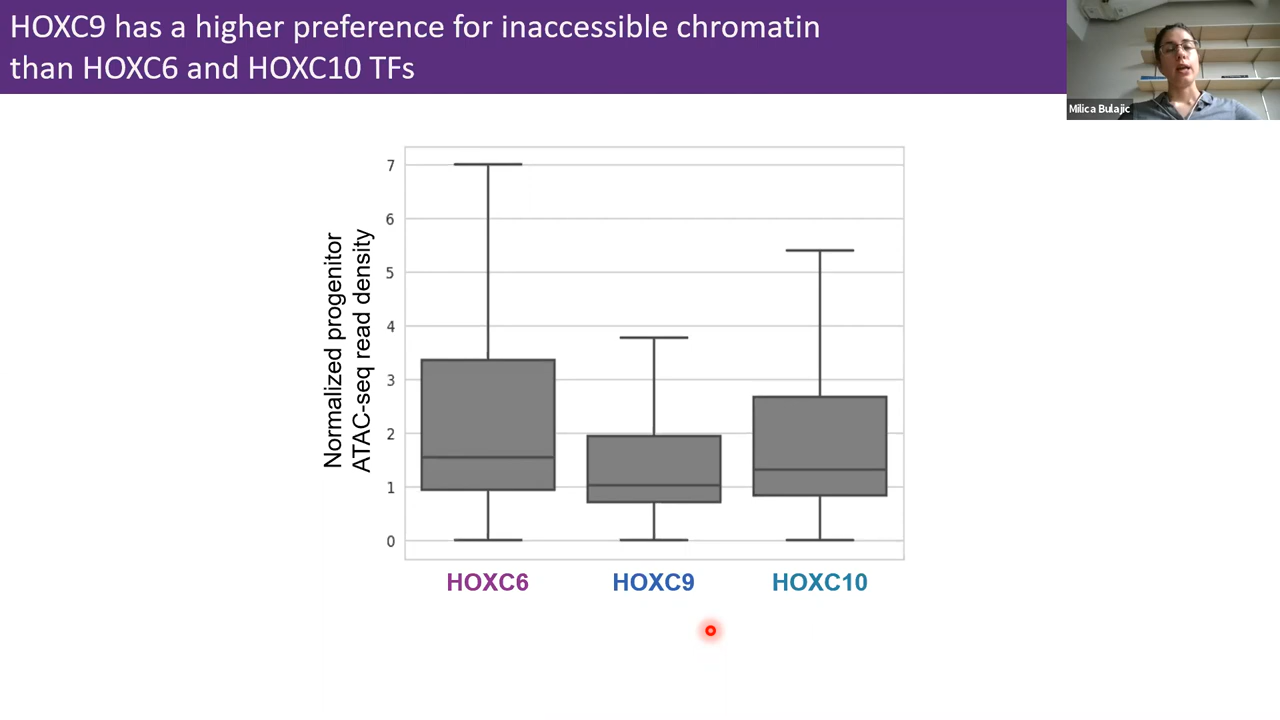 HOXC9 has a higher preference for inaccessible chromatin
than HOXC6 and HOXC10 TFs
Milica Bulajic
Normalized progenitor
ATAC-seq read density
7
6
5
4
3
2
1
0
HOXC6
HOXC9
HOXC10